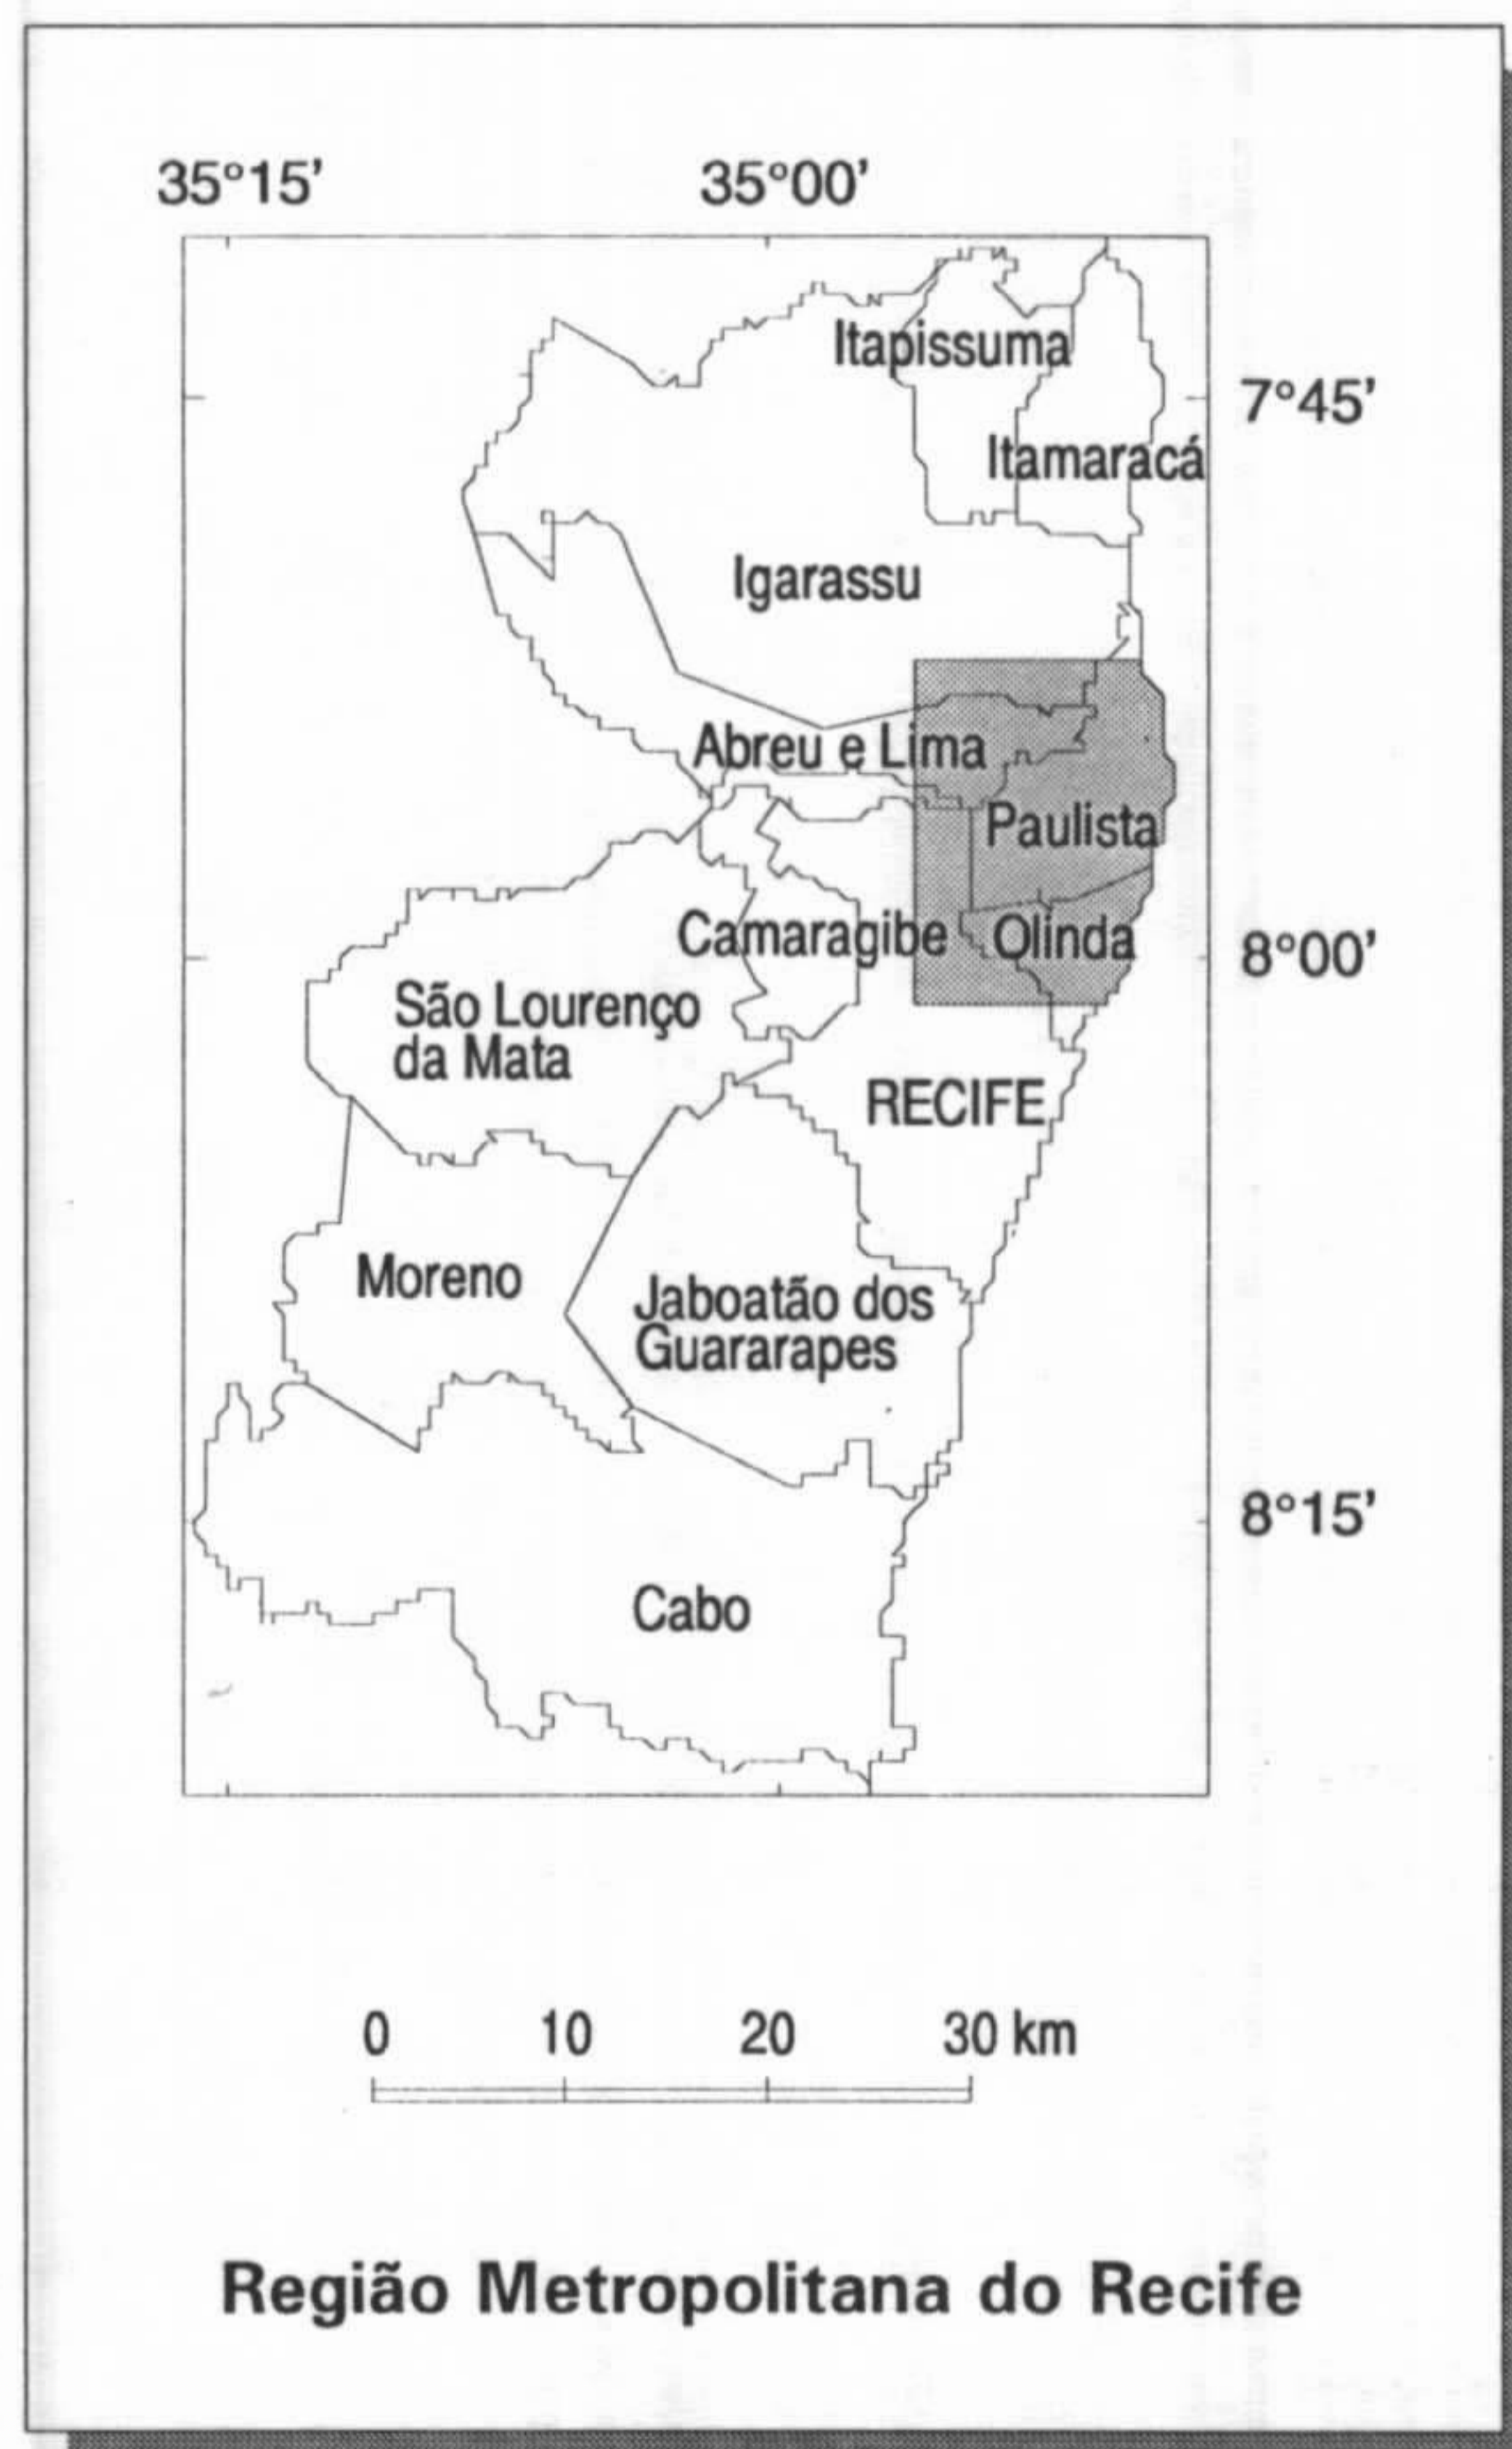 35°15' 35°00'
Itapissuma
7°45'
Itamaracá
Igarassu
Abreu e Lima
Paulista
Camaragibe
Olinda
8°00'
São Lourenço
da Mata
RECIFE
Moreno
Jaboatão dos
Guararapes
8°15'
Cabo
0 10 20 30 km
Região Metropolitana do Recife